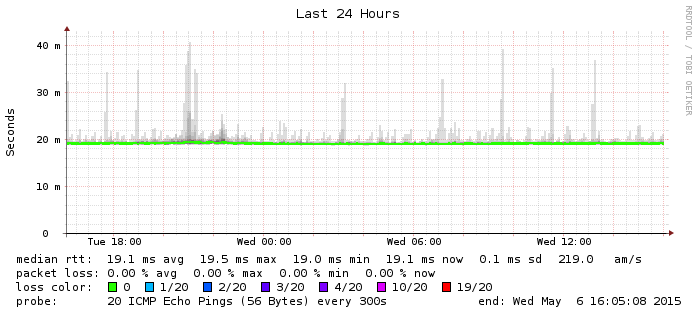 Last 24 Hours
RRDTOOL / TOBI OETIKER
Seconds
40 m
30 m
20 m
10 m
0
Tue 18:00 Wed 00:00 Wed 06:00 Wed 12:00
median rtt: 19.1 ms avg 19.5 ms max 19.0 ms min 19.1 ms now 0.1 ms sd 219.0 am/s
packet loss: 0.00 % avg 0.00 % max 0.00 % min 0.00 % now
loss color: 0 1/20 2/20 3/20 4/20 10/20 19/20
probe: 20 ICMP Echo Pings (56 Bytes) every 300s end: Wed May 6 16:05:08 2015